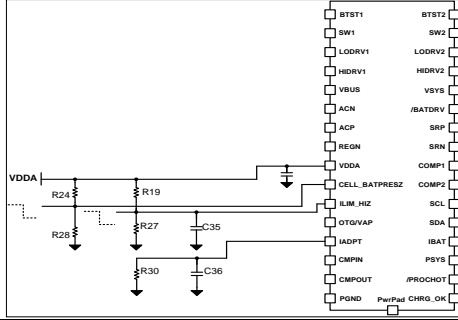 BTST1 BTST2
SW1 SW2
LODRV1 LODRV2
HIDRV1 HIDRV2
VBUS VSYS
ACN /BATDRV
ACP SRP
REGN SRN
VDDA VDDA COMP1
R24 R19 CELL_BATPRESZ COMP2
ILIM_HIZ SCL
R28 R27 C35 OTG/VAP SDA
IADPT IBAT
R30 C36 CMPIN PSYS
CMPOUT /PROCHOT
PGND PwrPad CHRG_OK